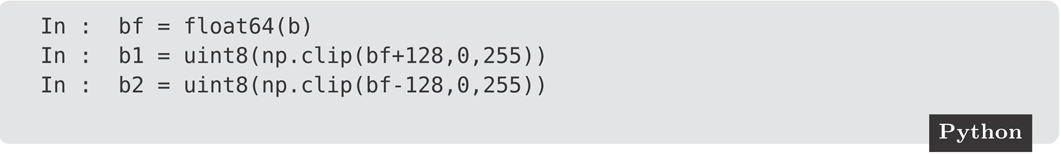 In :  bf = float64(b)
In :  b1 = uint8(np.clip(bf+128,0,255))
In :  b2 = uint8(np.clip(bf-128,0,255))
Python